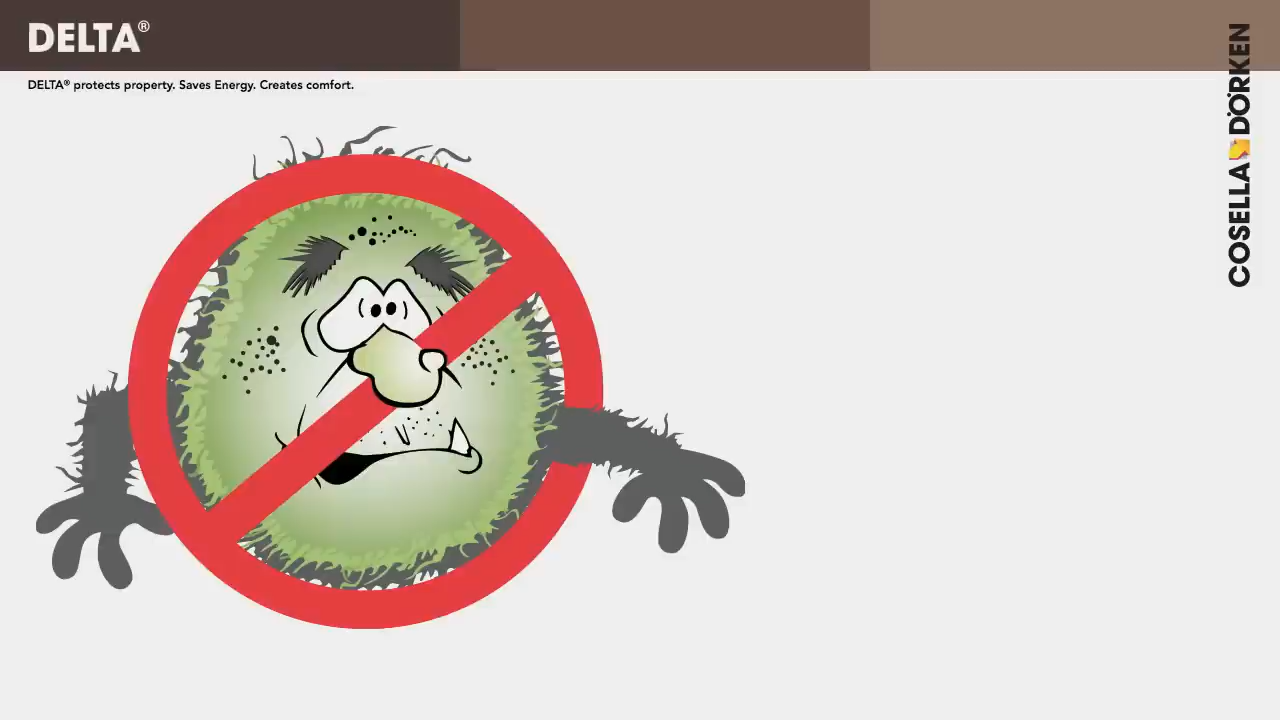 DELTA®
DELTA® protects property. Saves Energy. Creates comfort.
COSELLA DÖRKEN